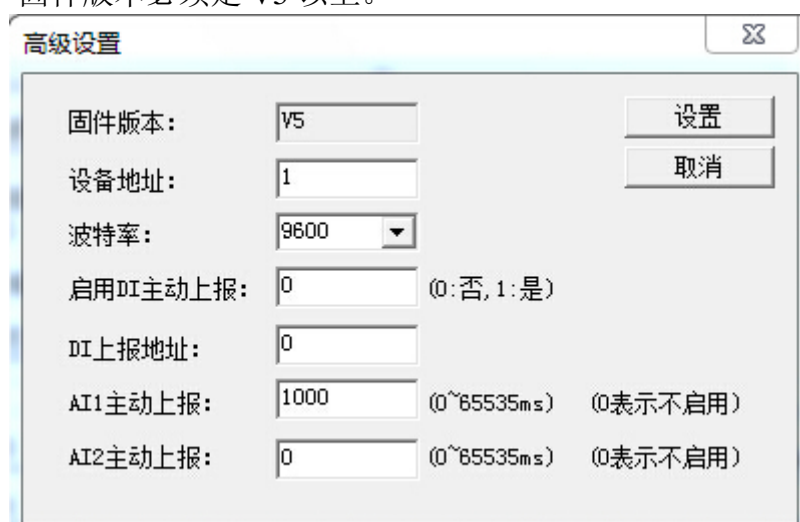 固件版本必须是 V5 以上。
高级设置
固件版本: V5 设置
设备地址: 1 取消
波特率: 9600
启用DI主动上报: 0 (0:否,1:是)
DI上报地址: 0
AI1主动上报: 1000 (0~65535ms) (0表示不启用)
AI2主动上报: 0 (0~65535ms) (0表示不启用)